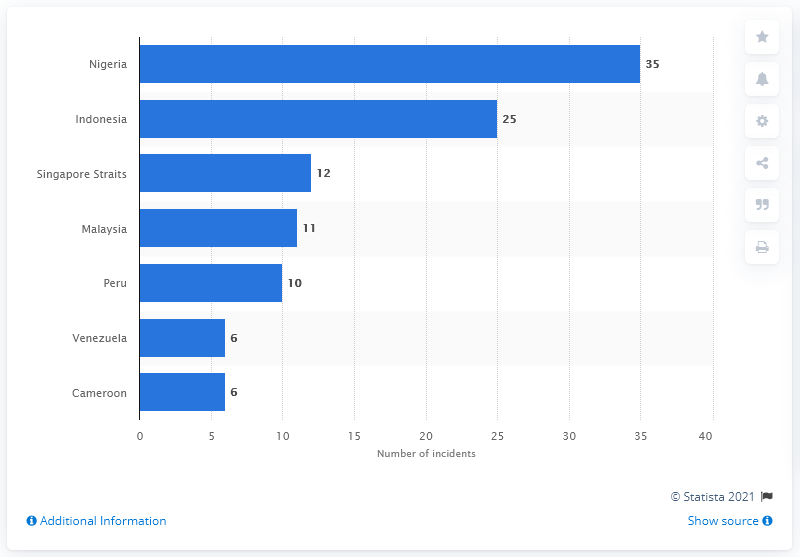 Nigeria 35
Indonesia 25
Singapore Straits 12
Malaysia 11
Peru 10
Venezuela 6
Cameroon 6
0 5 10 15 20 25 30 35 40
Number of incidents
© Statista 2021
Additional Information Show source